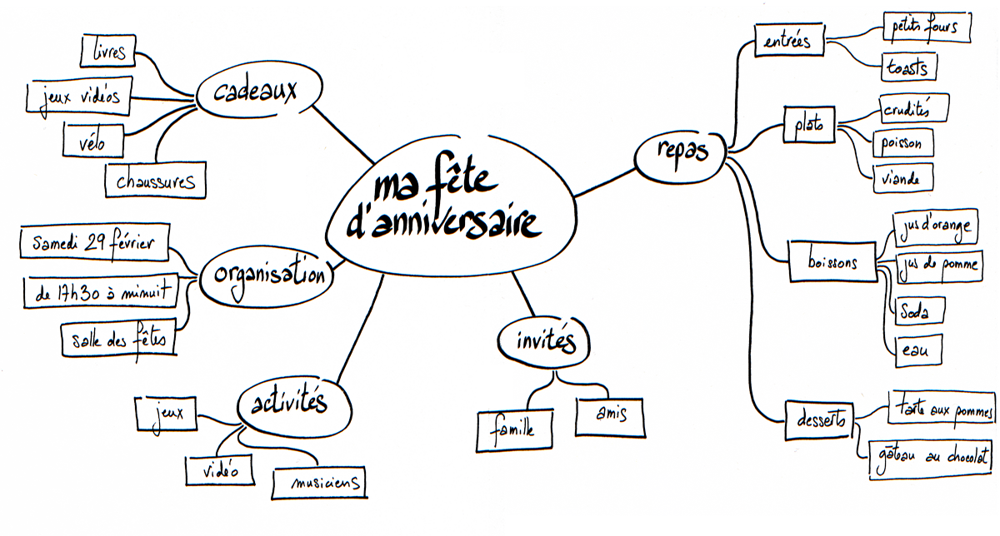 ma fête
d'anniversaire
cadeaux
livres
jeux vidéos
vélo
chaussures
organisation
Samedi 29 février
de 17h30 à minuit
Salle des fêtes
activités
jeux
vidéo
musiciens
invités
famille
amis
repas
entrées
petits fours
toasts
plats
crudités
poisson
viande
boissons
jus d'orange
jus de pomme
Soda
eau
desserts
tarte aux pommes
gâteau au chocolat